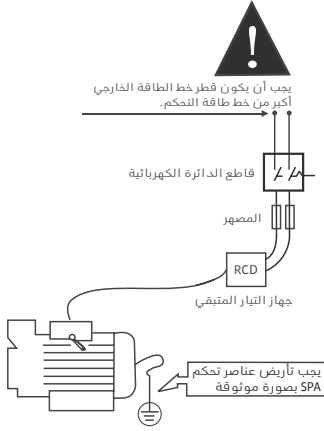 يجب أن يكون قطر خط الطاقة الخارجي
أكبر من خط طاقة التحكم.
قاطع الدائرة الكهربائية
المصهر
RCD
جهاز التيار المتبقي
يجب تأريض عناصر تحكم
SPA بصورة موثوقة